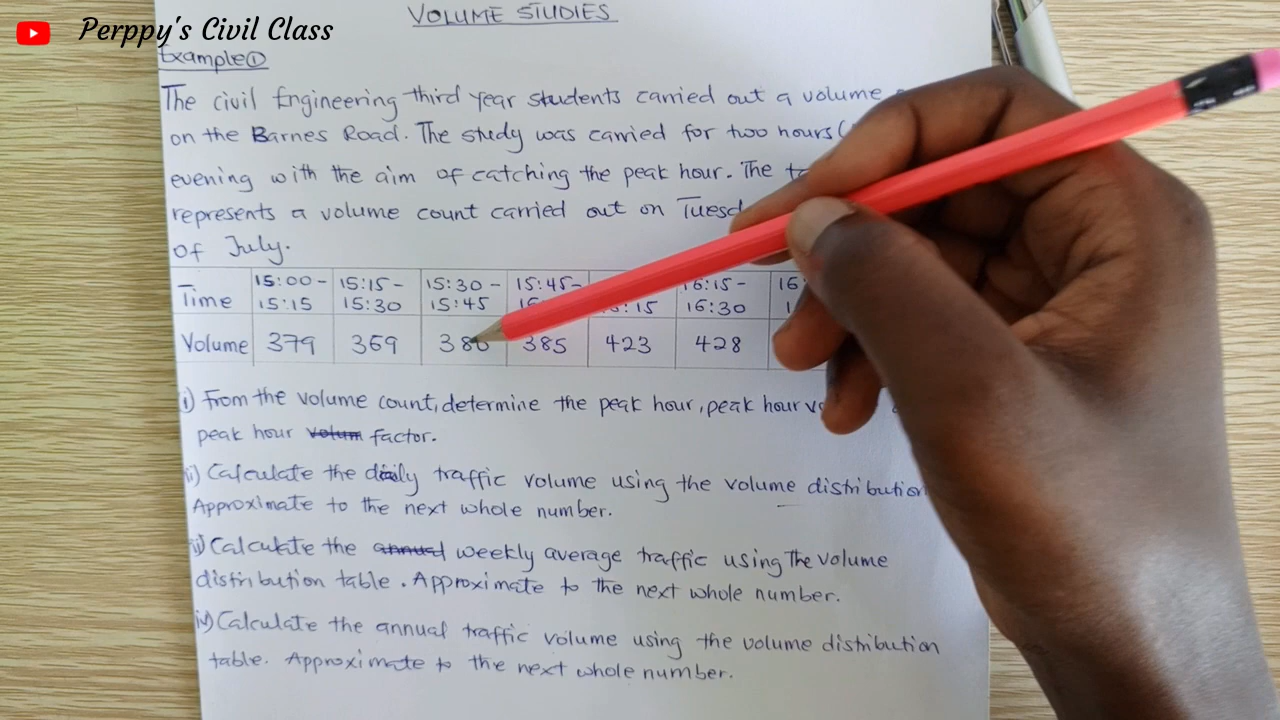 Perppy's Civil Class
VOLUME STUDIES
Example ①
The civil Engineering third year students carried out a volume
on the Barnes Road. The study was carried for two hours (
evening with the aim of catching the peak hour. The
represents a volume count carried out on Tuesd
of July.
Time 15:00 - 15:15 15:15 - 15:30 15:30 - 15:45 15:45- :15 16:15 - 16:30 16
Volume 379 369 380 385 423 428
i) From the volume count, determine the peak hour, peak hour
peak hour volum factor.
ii) Calculate the daily traffic volume using the volume distribution
Approximate to the next whole number.
iii) Calculate the annual weekly average traffic using The volume
distribution table. Approximate to the next whole number.
iv) Calculate the annual traffic volume using the volume distribution
table. Approximate to the next whole number.